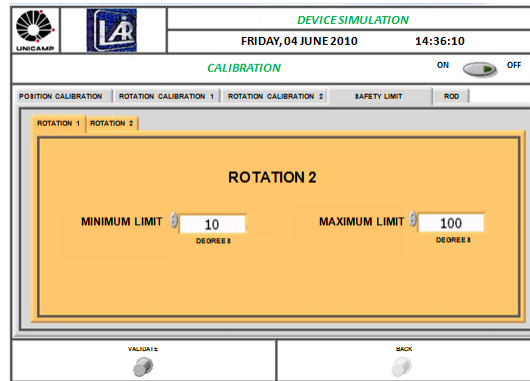 DEVICE SIMULATION
UNICAMP
LAR
FRIDAY, 04 JUNE 2010 14:36:10
CALIBRATION
ON OFF
POSITION CALIBRATION ROTATION CALIBRATION 1 ROTATION CALIBRATION 2 SAFETY LIMIT ROD
ROTATION 1 ROTATION 2
ROTATION 2
MINIMUM LIMIT 10 MAXIMUM LIMIT 100
DEGREE S DEGREE S
VALIDATE BACK